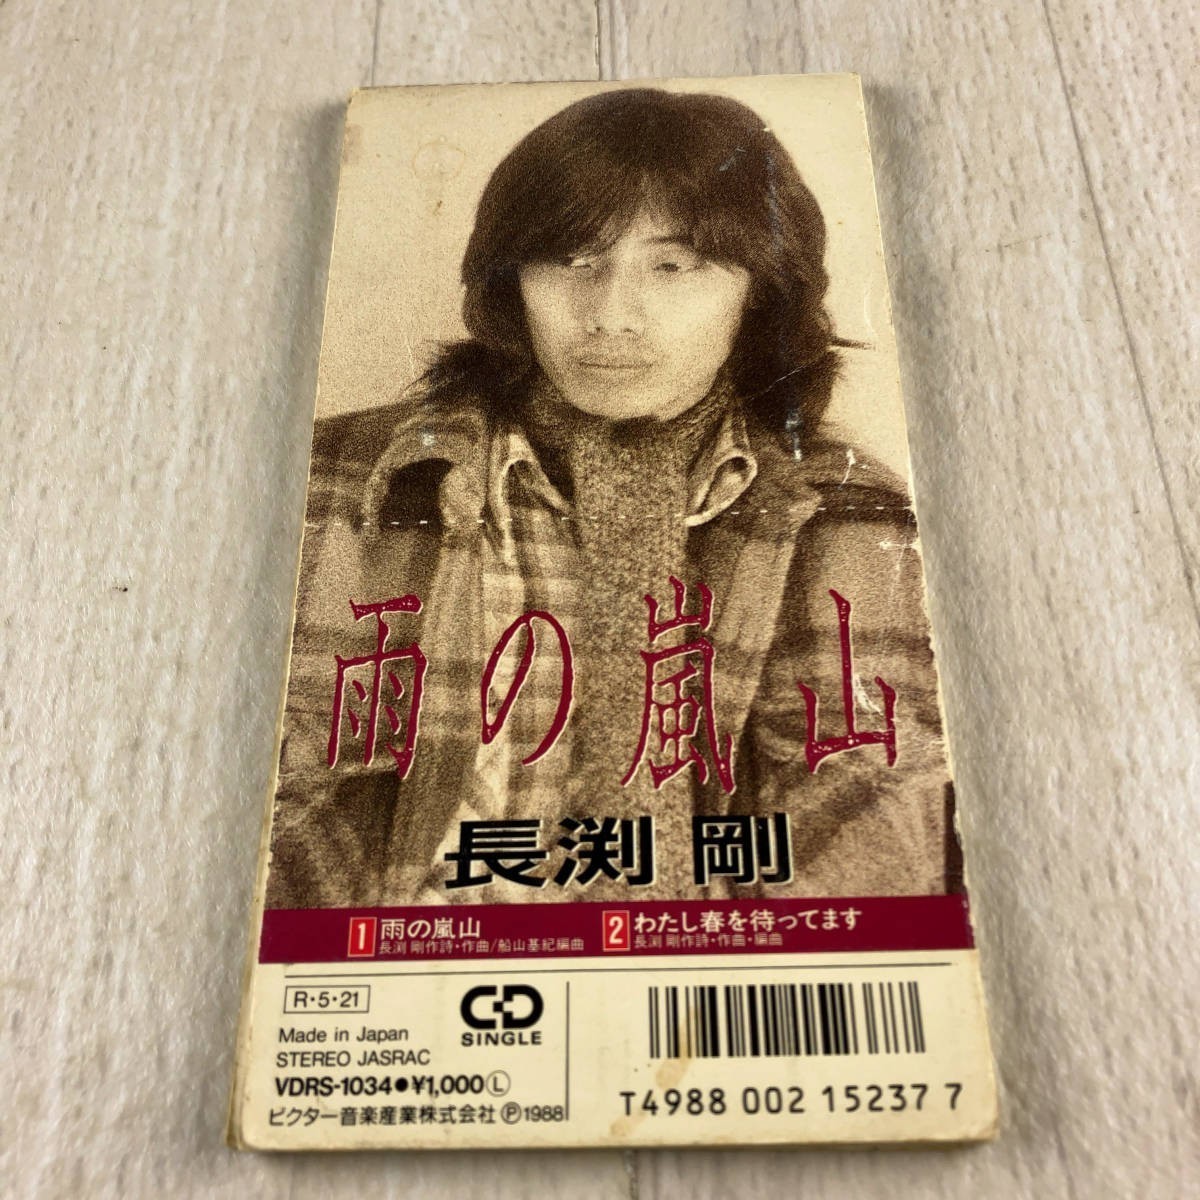 雨の嵐山
長渕 剛
1 雨の嵐山
長渕 剛作詩・作曲/船山基紀編曲
2 わたし春を待ってます
長渕 剛作詩・作曲・編曲
R・5・21
Made in Japan
STEREO JASRAC
VDRS-1034●¥1,000Ⓛ
ビクター音楽産業株式会社 Ⓟ1988
CD
SINGLE
T4988 002 15237 7